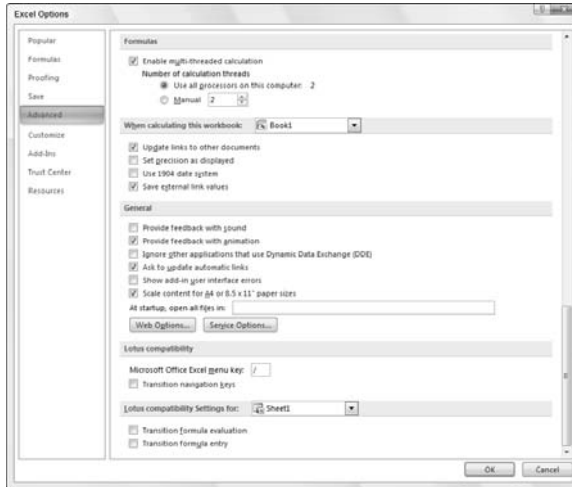 Excel Options
Popular
Formulas
Proofing
Save
Advanced
Customize
Add-Ins
Trust Center
Resources
Formulas
Enable multi-threaded calculation
Number of calculation threads
Use all processors on this computer: 2
Manual 2
When calculating this workbook: Book1
Update links to other documents
Set precision as displayed
Use 1904 date system
Save external link values
General
Provide feedback with sound
Provide feedback with animation
Ignore other applications that use Dynamic Data Exchange (DDE)
Ask to update automatic links
Show add-in user interface errors
Scale content for A4 or 8.5 x 11" paper sizes
At startup, open all files in:
Web Options... Service Options...
Lotus compatibility
Microsoft Office Excel menu key: /
Transition navigation keys
Lotus compatibility Settings for: Sheet1
Transition formula evaluation
Transition formula entry
OK Cancel